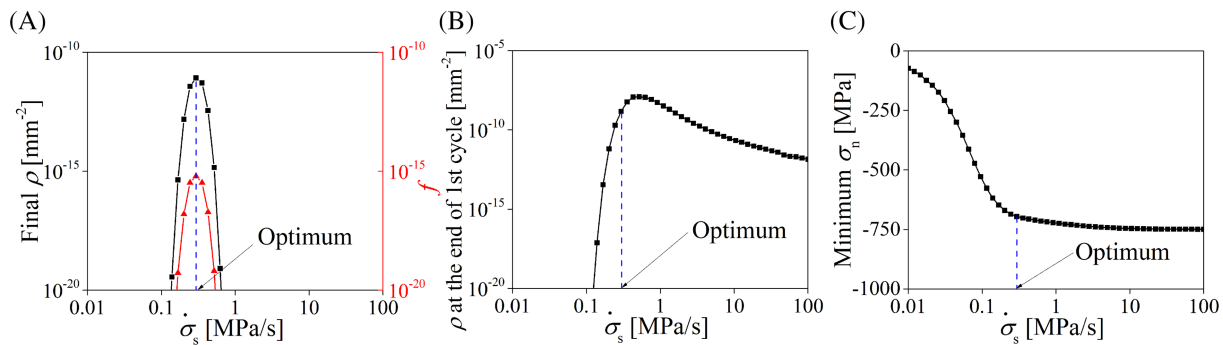 (A)
10⁻¹⁰
10⁻¹⁵
10⁻²⁰
Final ρ [mm⁻²]
10⁻¹⁰
10⁻¹⁵
10⁻²⁰
f
Optimum
0.01 0.1 1 10 100
σ̇ₛ [MPa/s]
(B)
10⁻⁵
10⁻¹⁰
10⁻¹⁵
10⁻²⁰
ρ at the end of 1st cycle [mm⁻²]
Optimum
0.01 0.1 1 10 100
σ̇ₛ [MPa/s]
(C)
0
-250
-500
-750
-1000
Minimum σₙ [MPa]
Optimum
0.01 0.1 1 10 100
σ̇ₛ [MPa/s]